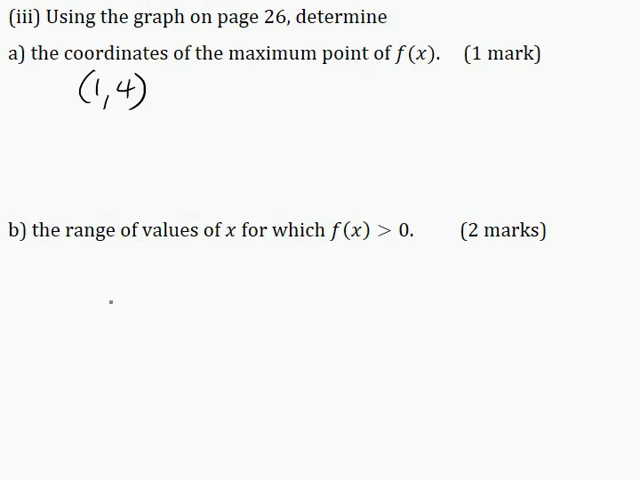 (iii) Using the graph on page 26, determine
a) the coordinates of the maximum point of f(x). (1 mark)
(1, 4)
b) the range of values of x for which f(x) > 0. (2 marks)